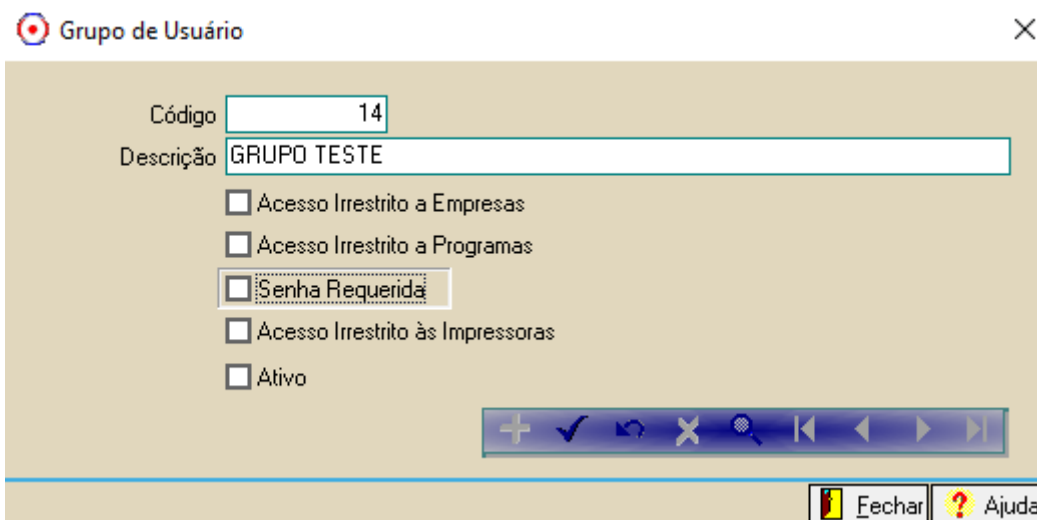 Grupo de Usuário
Código 14
Descrição GRUPO TESTE
Acesso Irrestrito a Empresas
Acesso Irrestrito a Programas
Senha Requerida
Acesso Irrestrito às Impressoras
Ativo
Fechar ? Ajuda